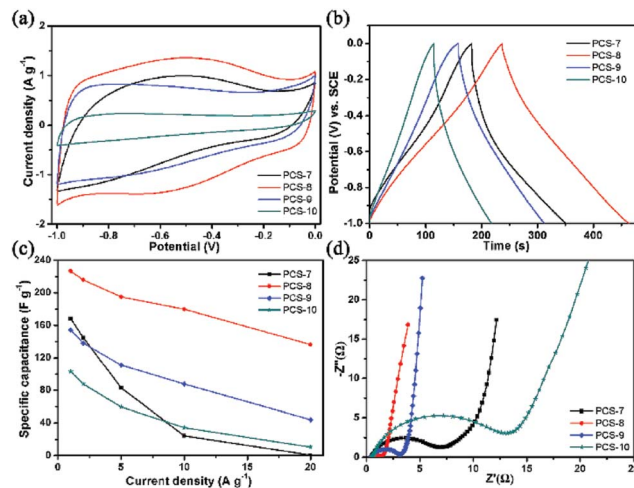 (a)
Current density (A g⁻¹)
2
1
0
-1
-2
-1.0 -0.8 -0.6 -0.4 -0.2 0.0
Potential (V)
PCS-7
PCS-8
PCS-9
PCS-10
(b)
Potential (V) vs. SCE
0.0
-0.2
-0.4
-0.6
-0.8
-1.0
0 100 200 300 400
Time (s)
PCS-7
PCS-8
PCS-9
PCS-10
(c)
Specific capacitance (F g⁻¹)
240
200
160
120
80
40
0
5 10 15 20
Current density (A g⁻¹)
PCS-7
PCS-8
PCS-9
PCS-10
(d)
-Z''(Ω)
25
20
15
10
5
0
0 5 10 15 20
Z'(Ω)
PCS-7
PCS-8
PCS-9
PCS-10